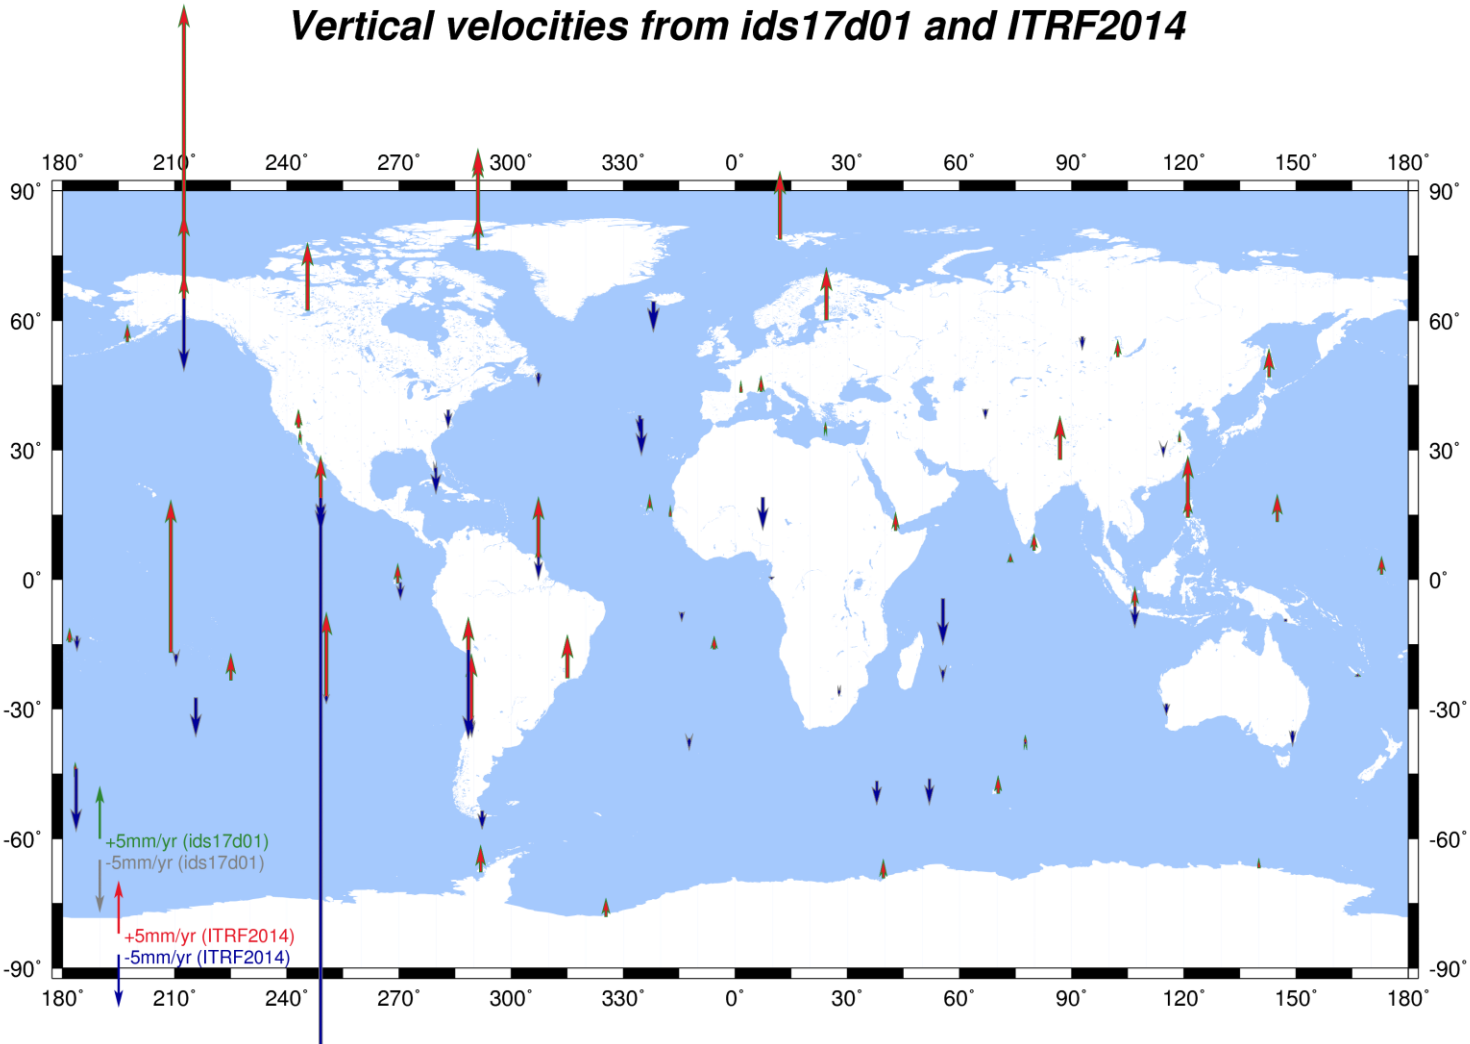 Vertical velocities from ids17d01 and ITRF2014
180° 210° 240° 270° 300° 330° 0° 30° 60° 90° 120° 150° 180°
90° 90°
60° 60°
30° 30°
0° 0°
-30° -30°
-60° -60°
+5mm/yr (ids17d01)
-5mm/yr (ids17d01)
+5mm/yr (ITRF2014)
-5mm/yr (ITRF2014)
-90° -90°
180° 210° 240° 270° 300° 330° 0° 30° 60° 90° 120° 150° 180°